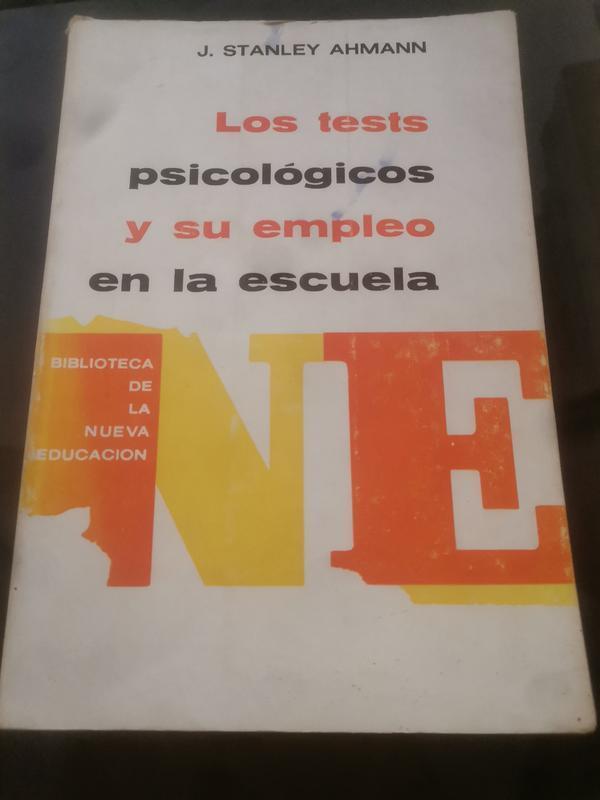 J. STANLEY AHMANN
Los tests
psicológicos
y su empleo
en la escuela
BIBLIOTECA
DE
LA
NUEVA
EDUCACION
NE